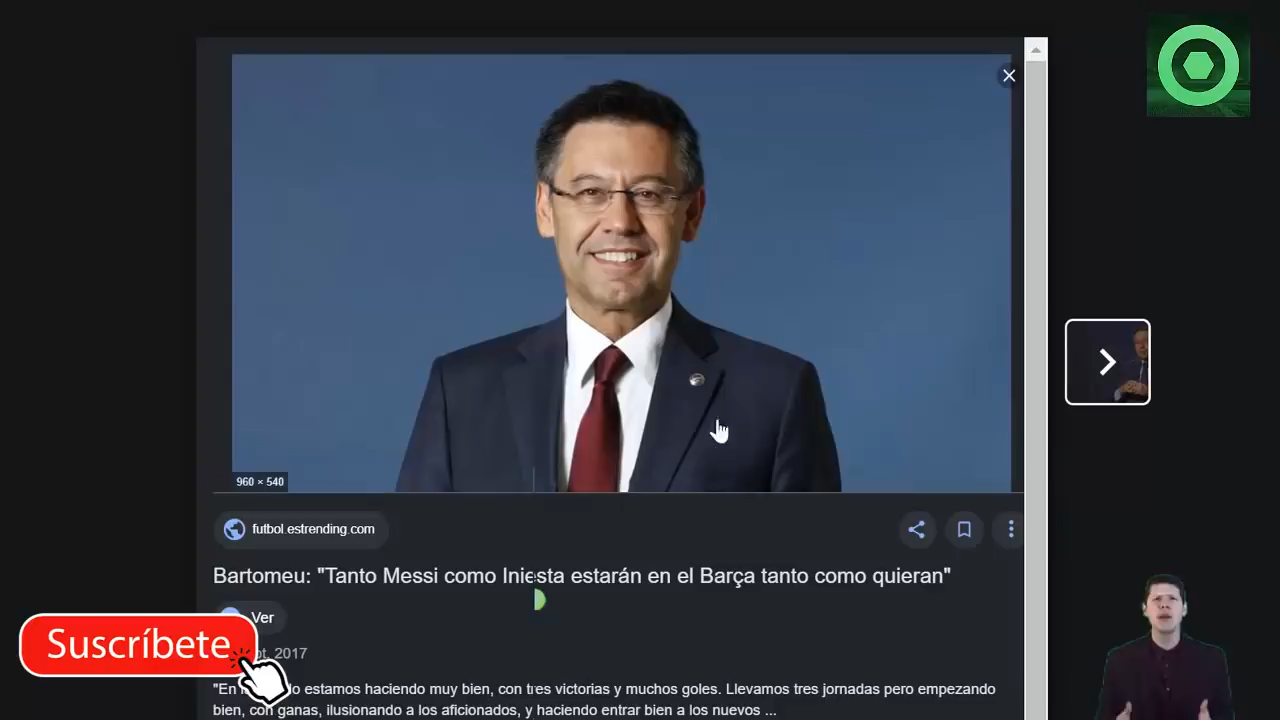 960 × 540
futbol.estrending.com
Bartomeu: "Tanto Messi como Iniesta estarán en el Barça tanto como quieran"
Ver
Suscríbete
2017
"En lo estamos haciendo muy bien, con tres victorias y muchos goles. Llevamos tres jornadas pero empezando
bien, con ganas, ilusionando a los aficionados, y haciendo entrar bien a los nuevos ...